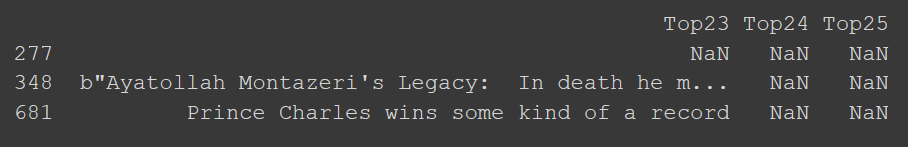 Top23 Top24 Top25
277 NaN NaN NaN
348 b"Ayatollah Montazeri's Legacy:  In death he m... NaN NaN
681 Prince Charles wins some kind of a record NaN NaN